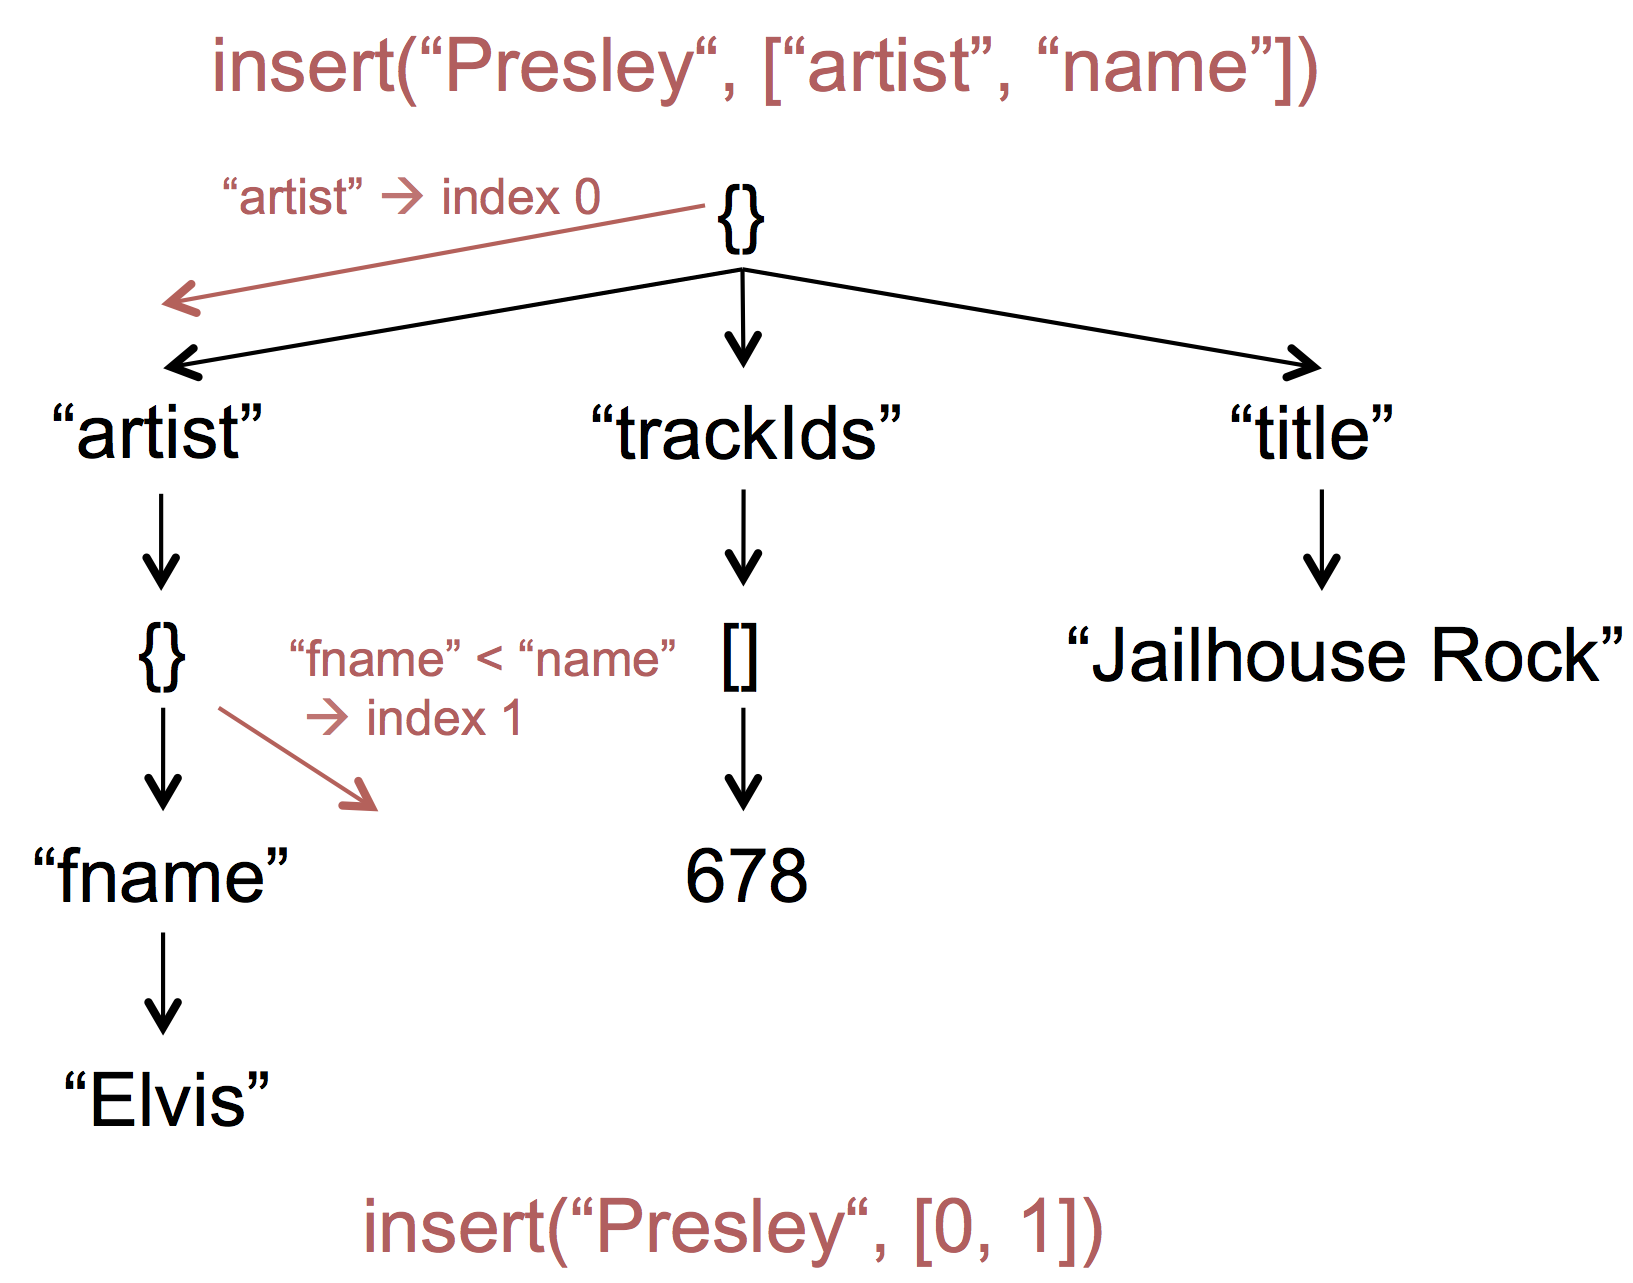 insert(“Presley“, [“artist”, “name”])
“artist” → index 0
{}
“artist”
“trackIds”
“title”
{}
“fname” < “name”
→ index 1
[]
“Jailhouse Rock”
“fname”
678
“Elvis”
insert(“Presley“, [0, 1])